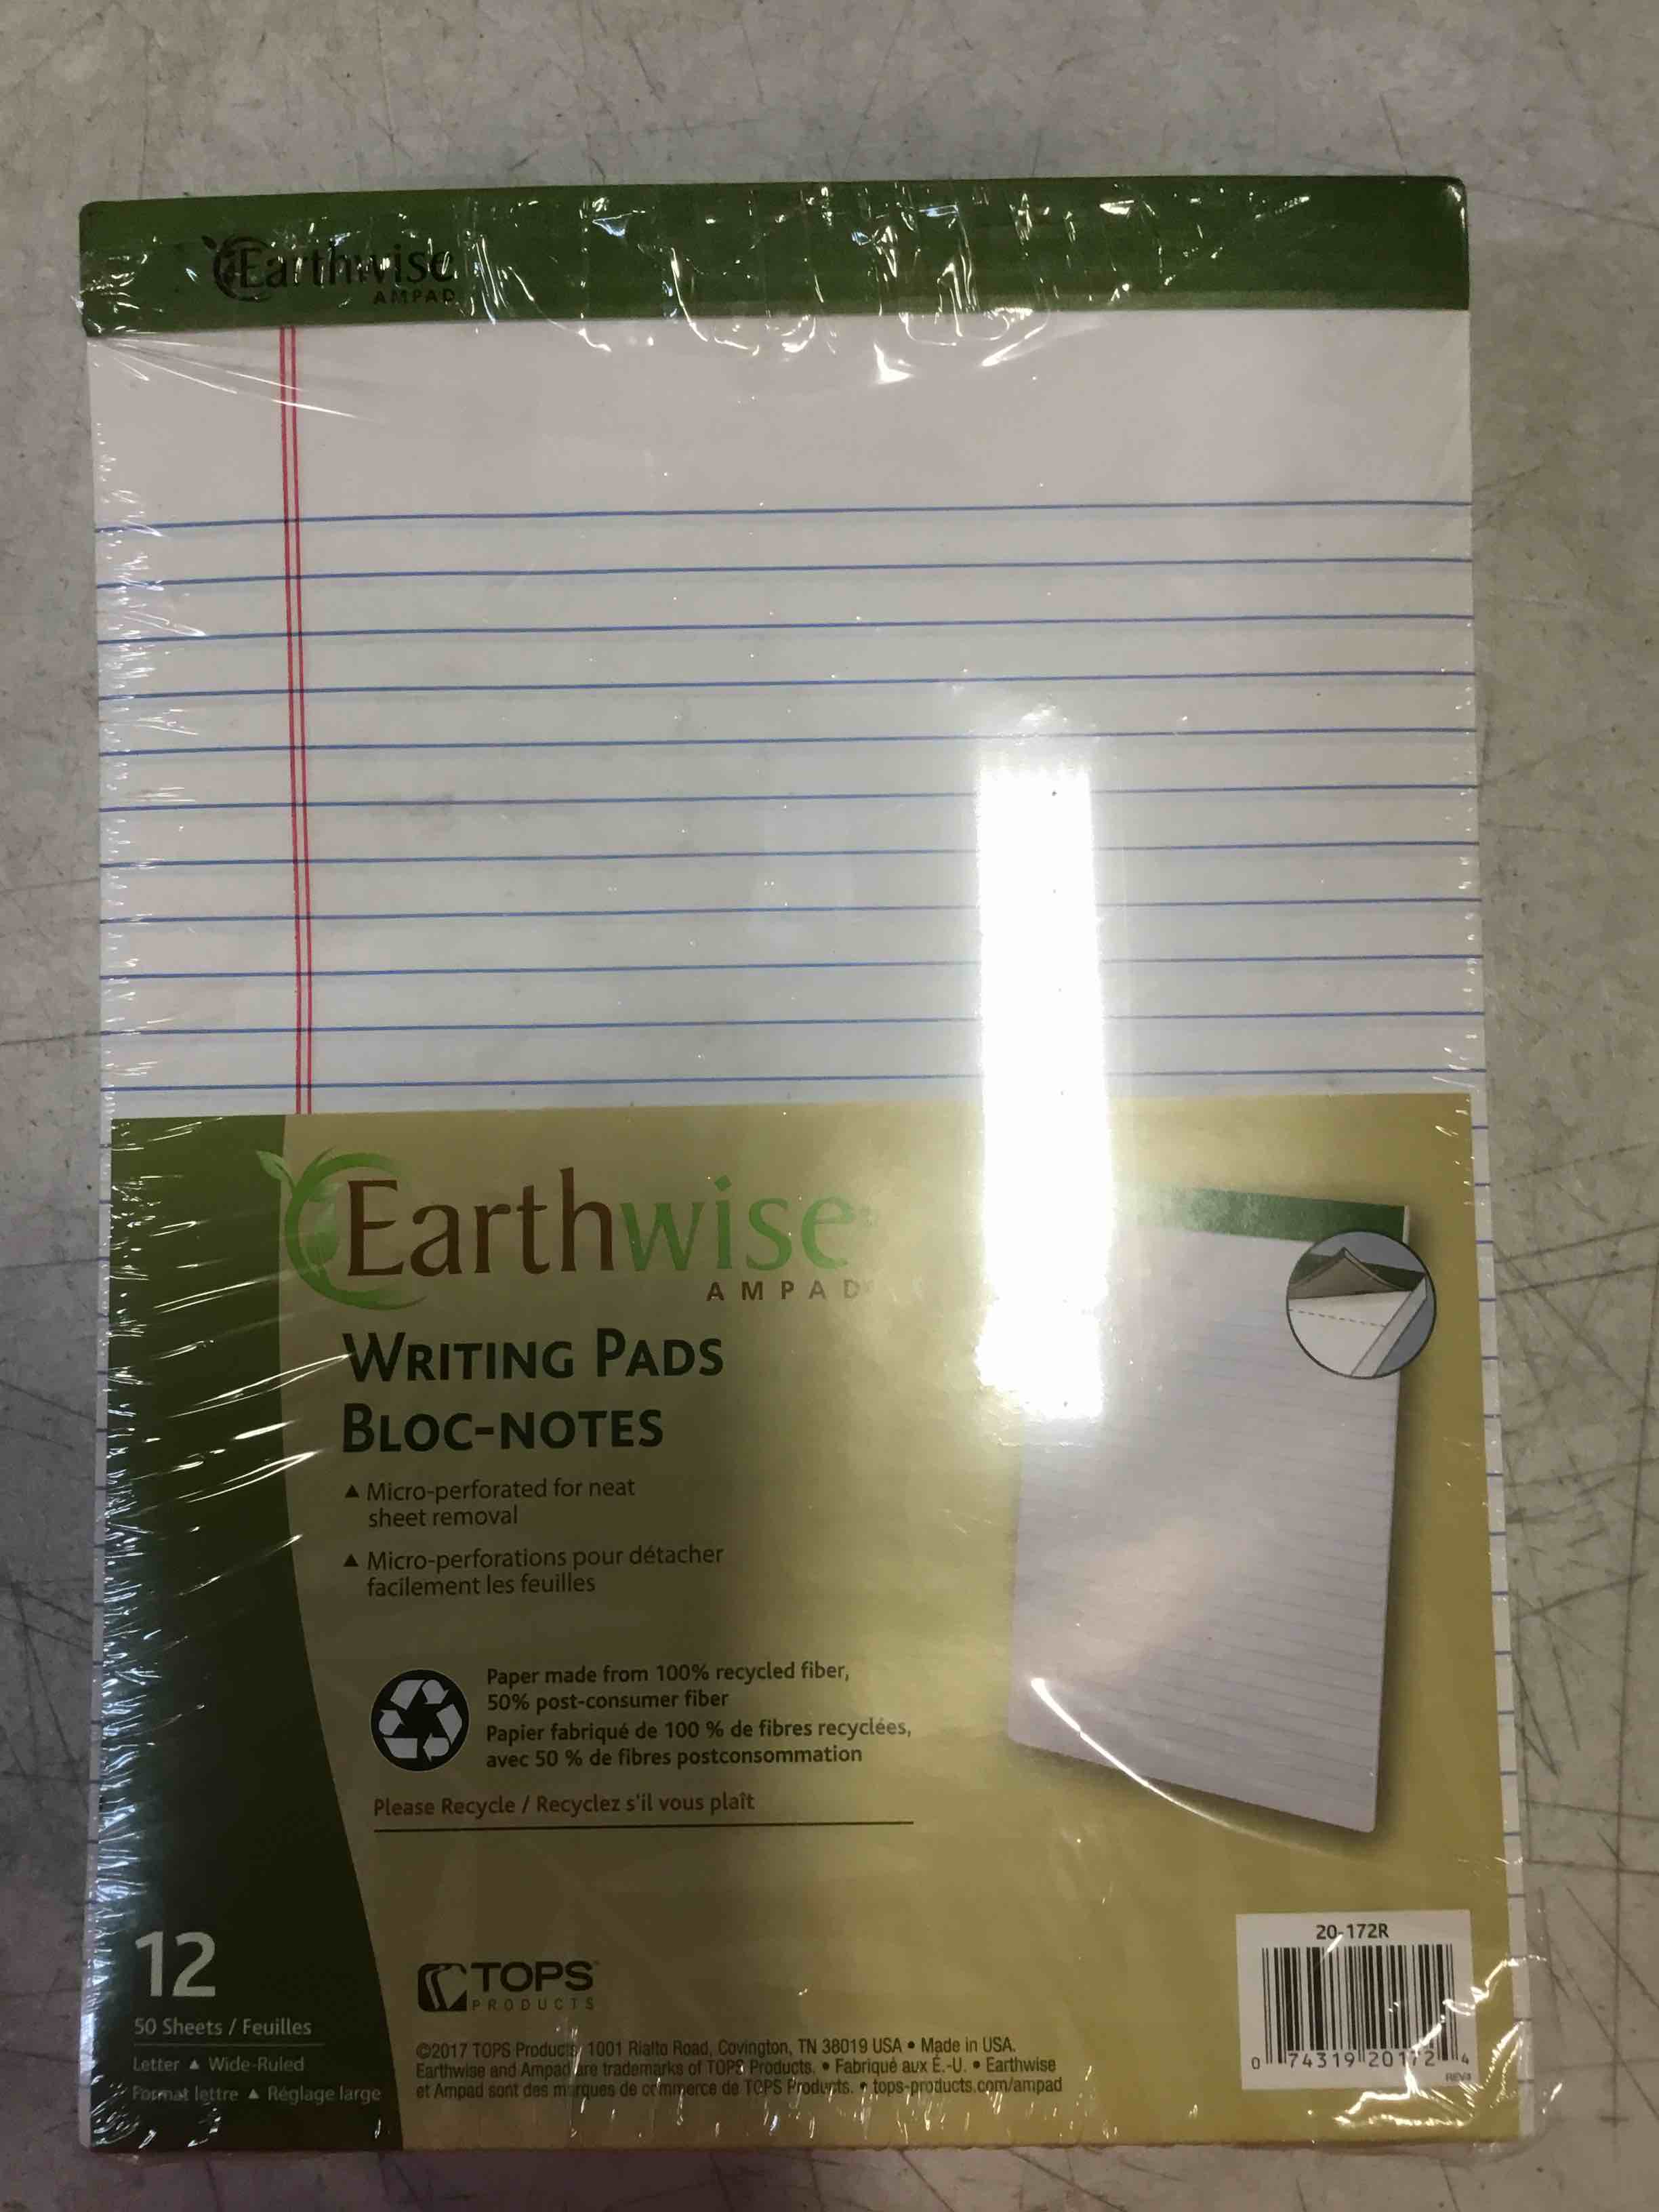 Earthwise
AMPAD
Earthwise
AMPAD
WRITING PADS
BLOC-NOTES
▲ Micro-perforated for neat
sheet removal
▲ Micro-perforations pour détacher
facilement les feuilles
Paper made from 100% recycled fiber,
50% post-consumer fiber
Papier fabriqué de 100 % de fibres recyclées,
avec 50 % de fibres postconsommation
Please Recycle / Recyclez s'il vous plaît
12
50 Sheets / Feuilles
Letter ▲ Wide-Ruled
Format lettre ▲ Réglage large
TOPS
PRODUCTS
©2017 TOPS Products, 1001 Rialto Road, Covington, TN 38019 USA • Made in USA.
Earthwise and Ampad are trademarks of TOPS Products. • Fabriqué aux É.-U. • Earthwise
et Ampad sont des marques de commerce de TOPS Products. • tops-products.com/ampad
20-172R
0 74319 20172 4